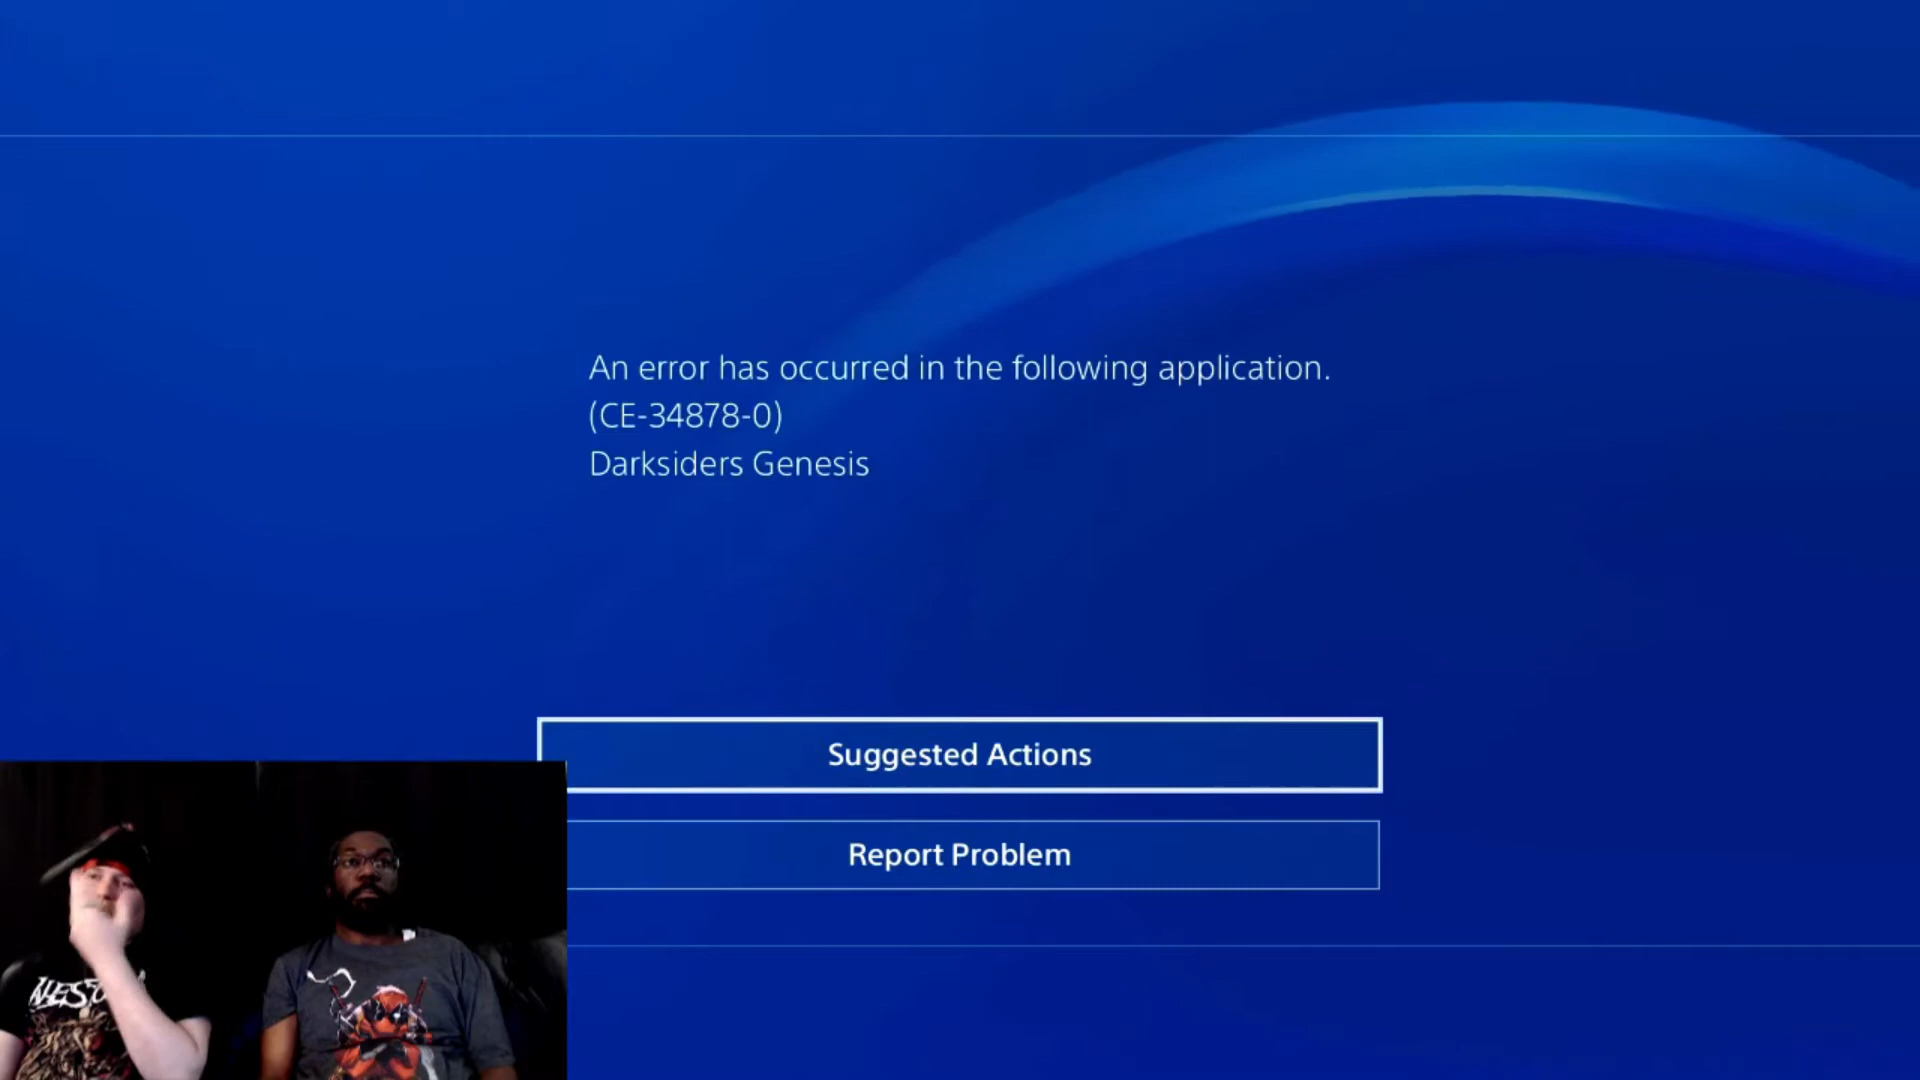 An error has occurred in the following application.
(CE-34878-0)
Darksiders Genesis
Suggested Actions
Report Problem